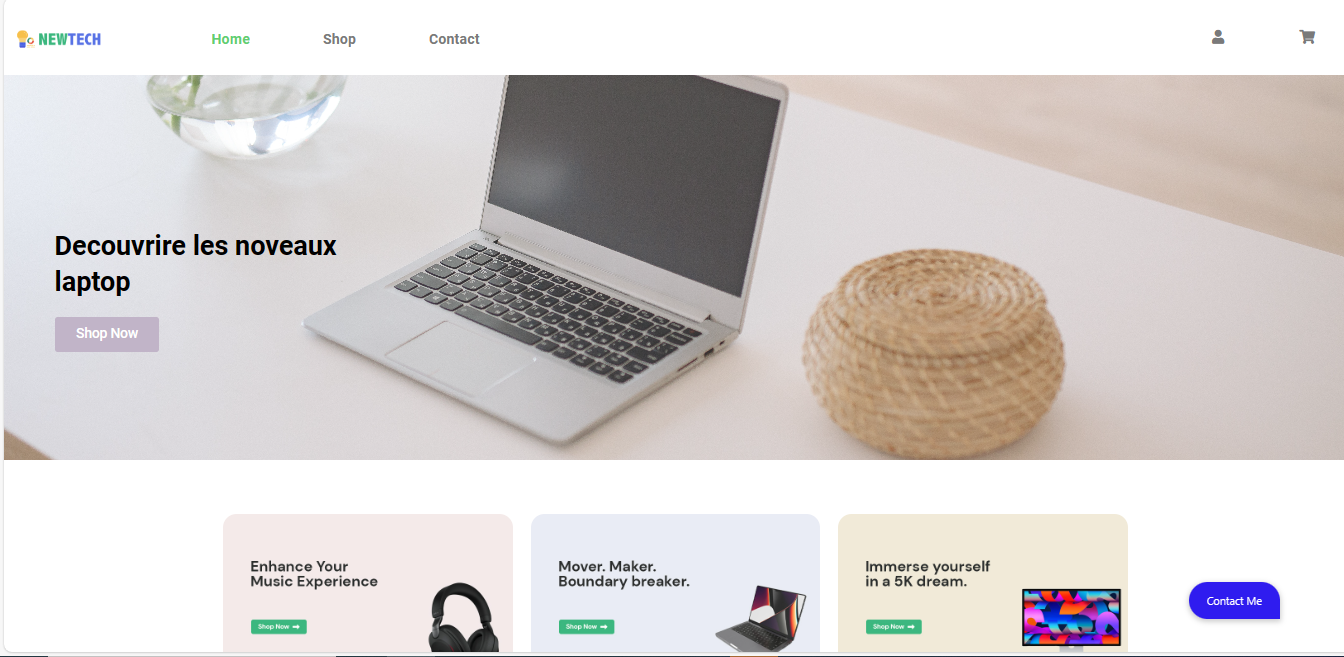 NEWTECH
Home
Shop
Contact
Decouvrire les noveaux
laptop
Shop Now
Enhance Your
Music Experience
Shop Now
Mover. Maker.
Boundary breaker.
Shop Now
Immerse yourself
in a 5K dream.
Shop Now
Contact Me